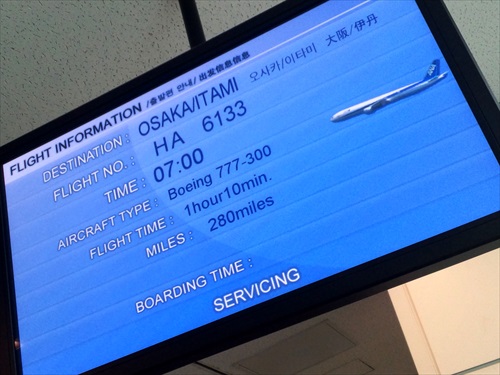 FLIGHT INFORMATION /출발편 안내/ 出发信息信息
DESTINATION : OSAKA/ITAMI 오사카/이타미 大阪/伊丹
FLIGHT NO. : HA 6133
TIME : 07:00
AIRCRAFT TYPE : Boeing 777-300
FLIGHT TIME : 1hour10min.
MILES : 280miles
BOARDING TIME :
SERVICING